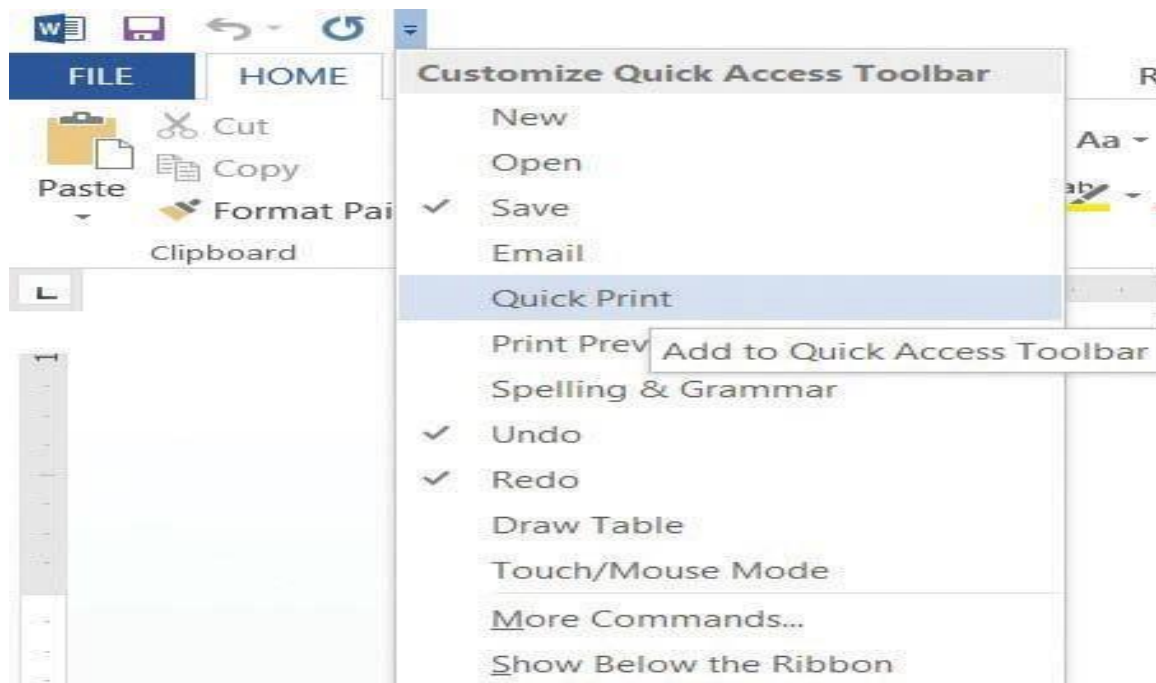 W
FILE HOME
Customize Quick Access Toolbar
R
Cut
Copy
Paste
Format Pai
Clipboard
Aa
ab
L
1
New
Open
Save
Email
Quick Print
Print Prev
Add to Quick Access Toolbar
Spelling & Grammar
Undo
Redo
Draw Table
Touch/Mouse Mode
More Commands...
Show Below the Ribbon